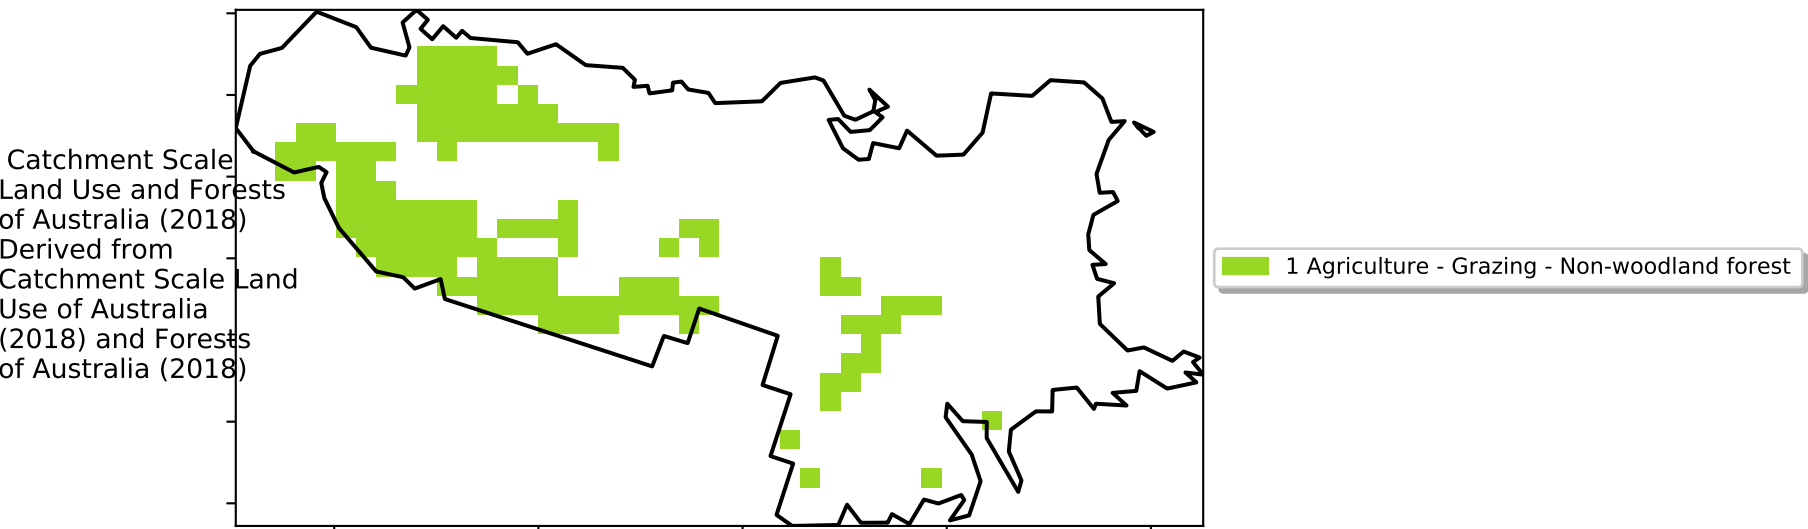 Catchment Scale
Land Use and Forests
of Australia (2018)
Derived from
Catchment Scale Land
Use of Australia
(2018) and Forests
of Australia (2018)
1 Agriculture - Grazing - Non-woodland forest